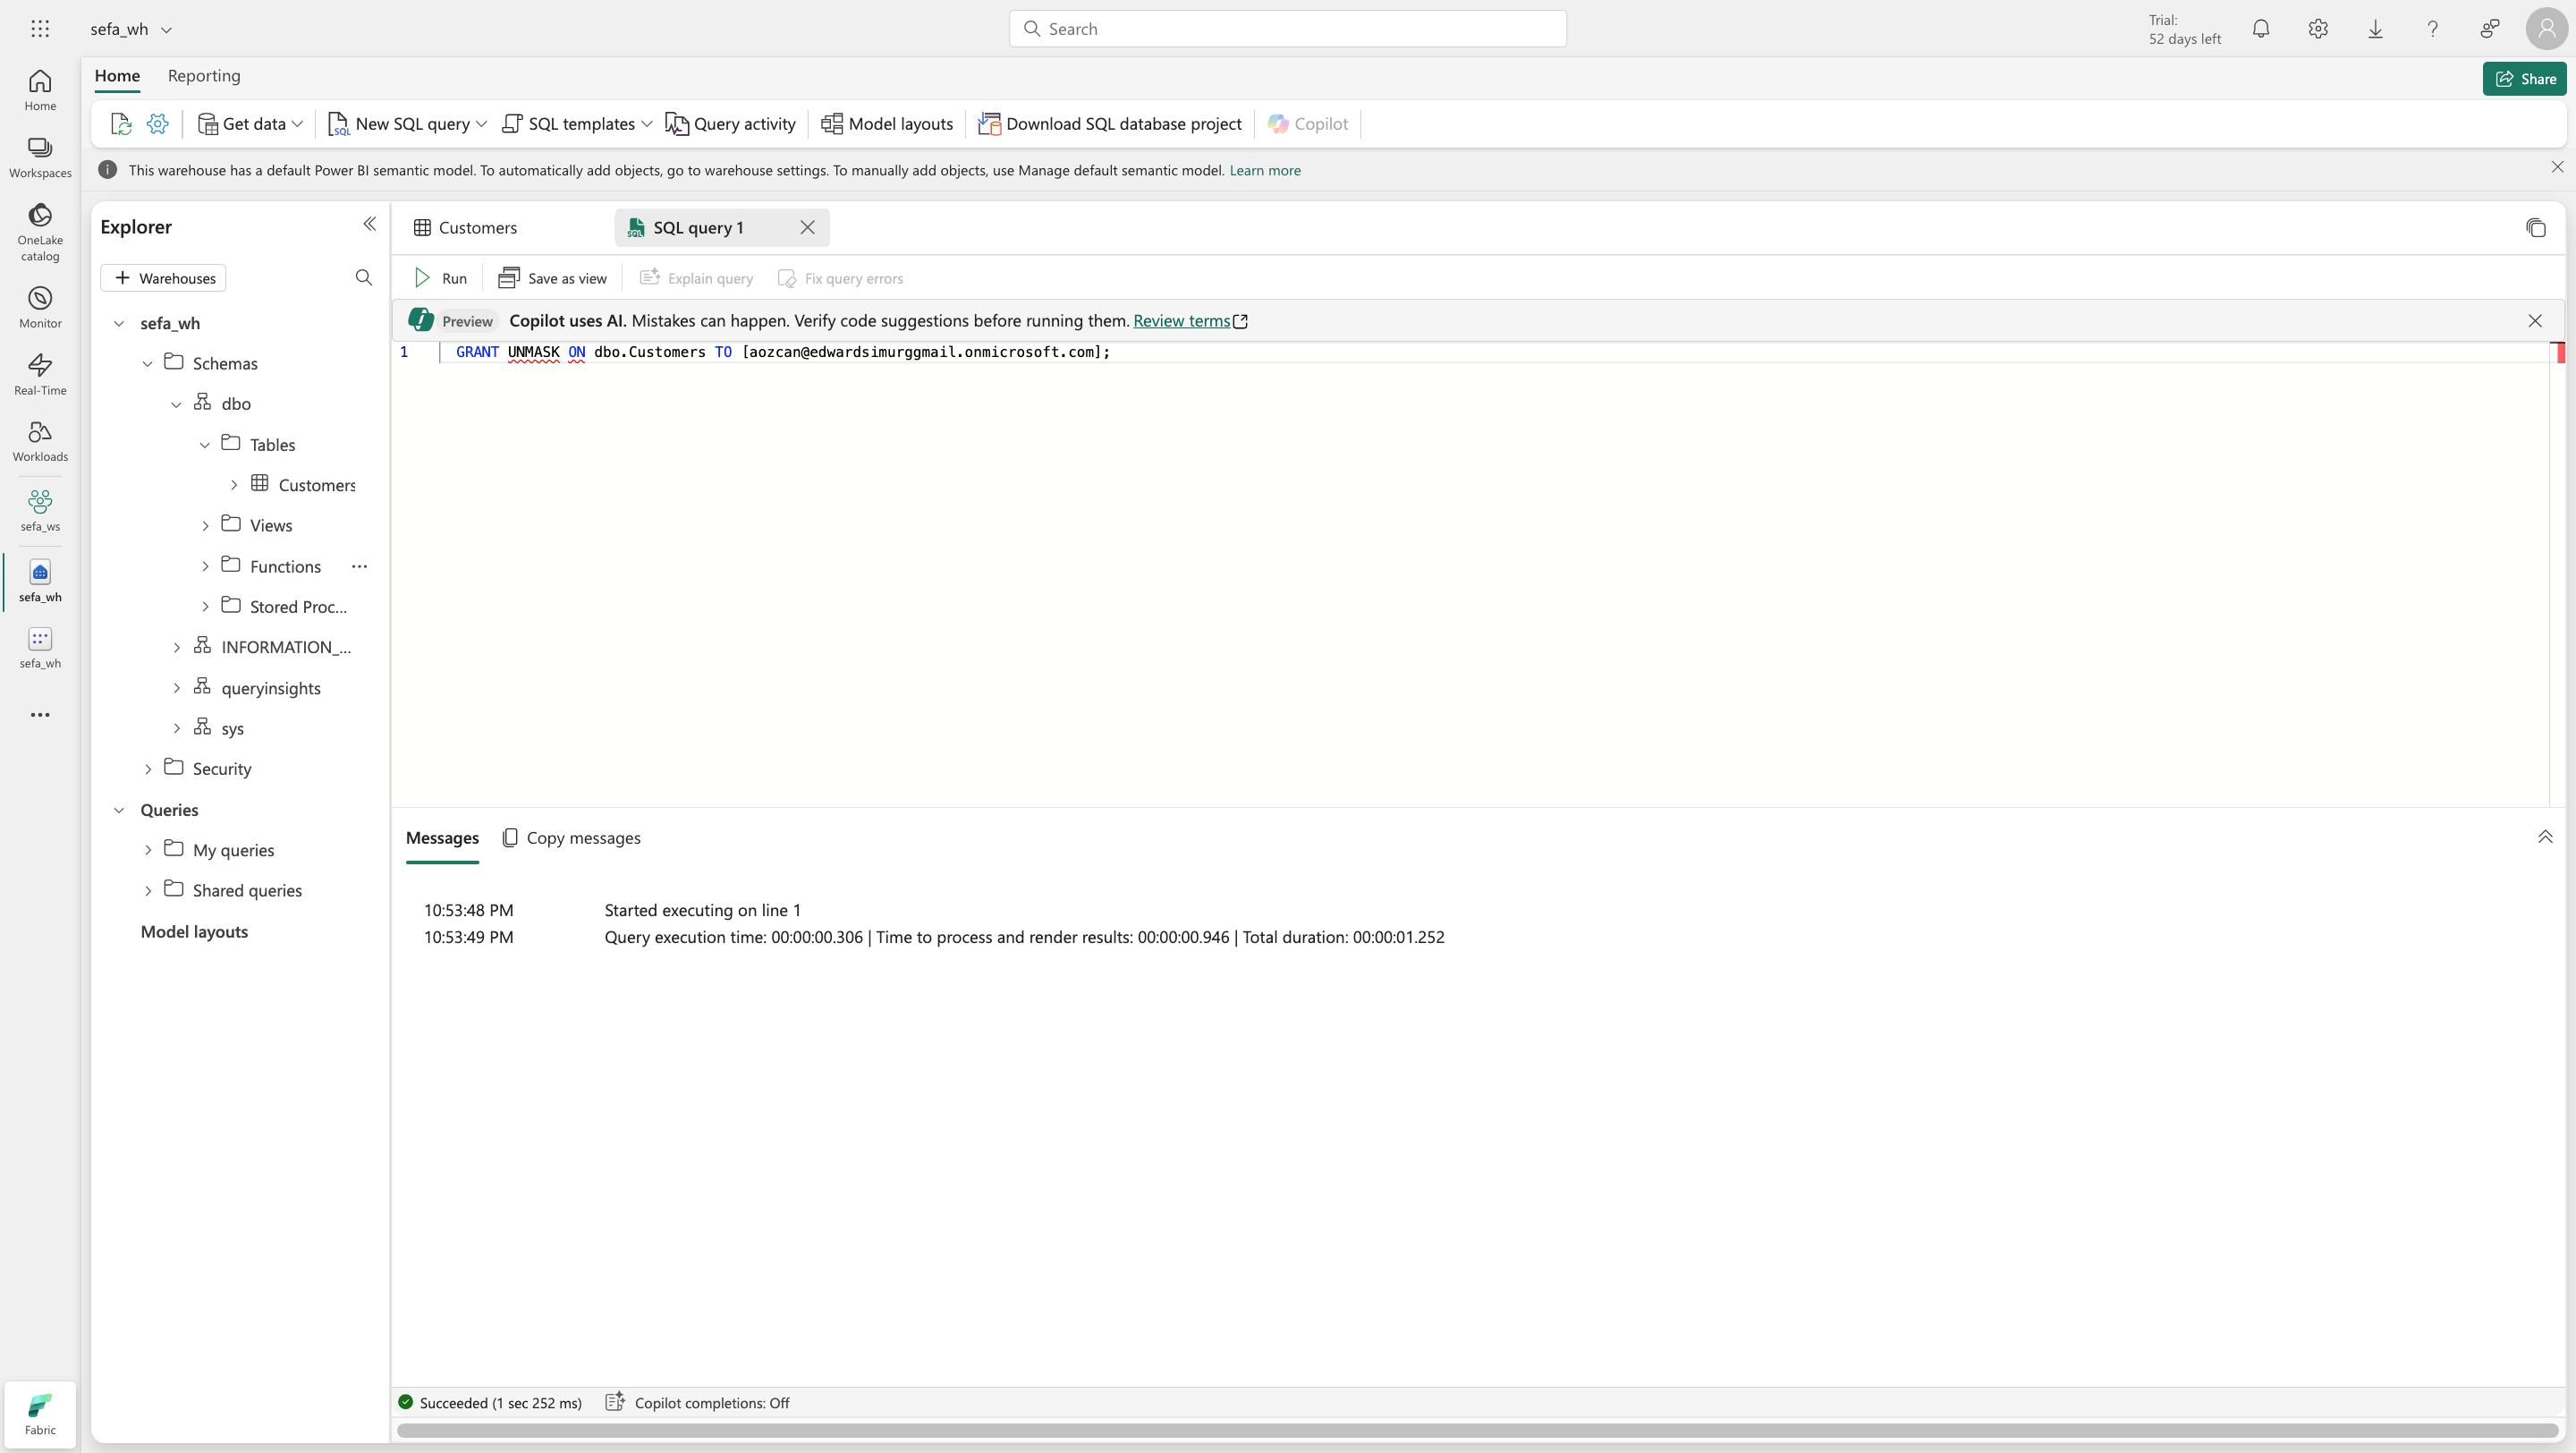 sefa_wh
Search
Trial:
52 days left
Home
Reporting
Share
Get data
New SQL query
SQL templates
Query activity
Model layouts
Download SQL database project
Copilot
This warehouse has a default Power BI semantic model. To automatically add objects, go to warehouse settings. To manually add objects, use Manage default semantic model. Learn more
Home
Workspaces
OneLake
catalog
Monitor
Real-Time
Workloads
sefa_ws
sefa_wh
sefa_wh
Fabric
Explorer
Warehouses
sefa_wh
Schemas
dbo
Tables
Customers
Views
Functions
Stored Proc...
INFORMATION_...
queryinsights
sys
Security
Queries
My queries
Shared queries
Model layouts
Customers
SQL query 1
Run
Save as view
Explain query
Fix query errors
Preview Copilot uses AI. Mistakes can happen. Verify code suggestions before running them. Review terms
1 GRANT UNMASK ON dbo.Customers TO [aozcan@edwardsimurggmail.onmicrosoft.com];
Messages
Copy messages
10:53:48 PM Started executing on line 1
10:53:49 PM Query execution time: 00:00:00.306 | Time to process and render results: 00:00:00.946 | Total duration: 00:00:01.252
Succeeded (1 sec 252 ms)
Copilot completions: Off